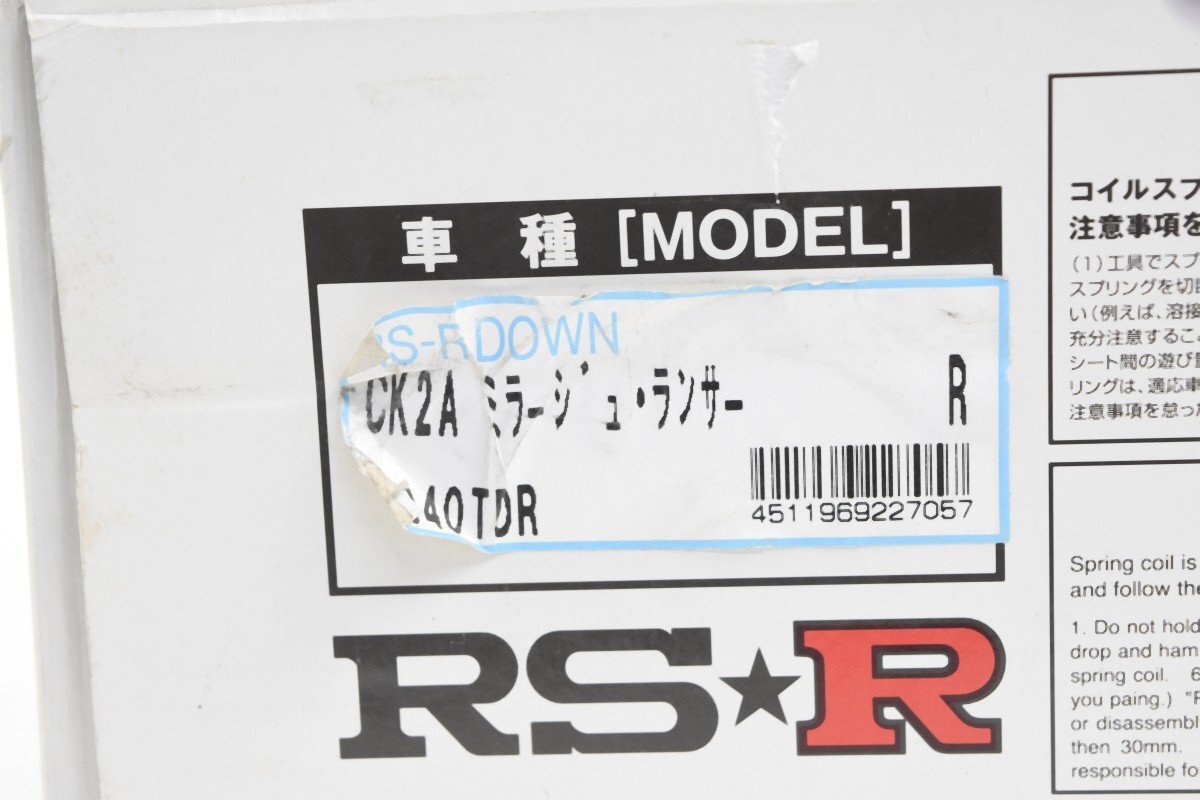 車 種 [MODEL]
RS-RDOWN
CK2A ミラージュ・ランサー R
40TDR
4511969227057
RS★R
コイルスプ
注意事項を
(1)工具でスプ
スプリングを切
い(例えば、溶接
充分注意するこ
シート間の遊び
リングは、適応車
注意事項を怠った
Spring coil is
and follow the
1. Do not hold
drop and ham
spring coil. 6
you paing.) "
or disassembl
then 30mm.
responsible fo